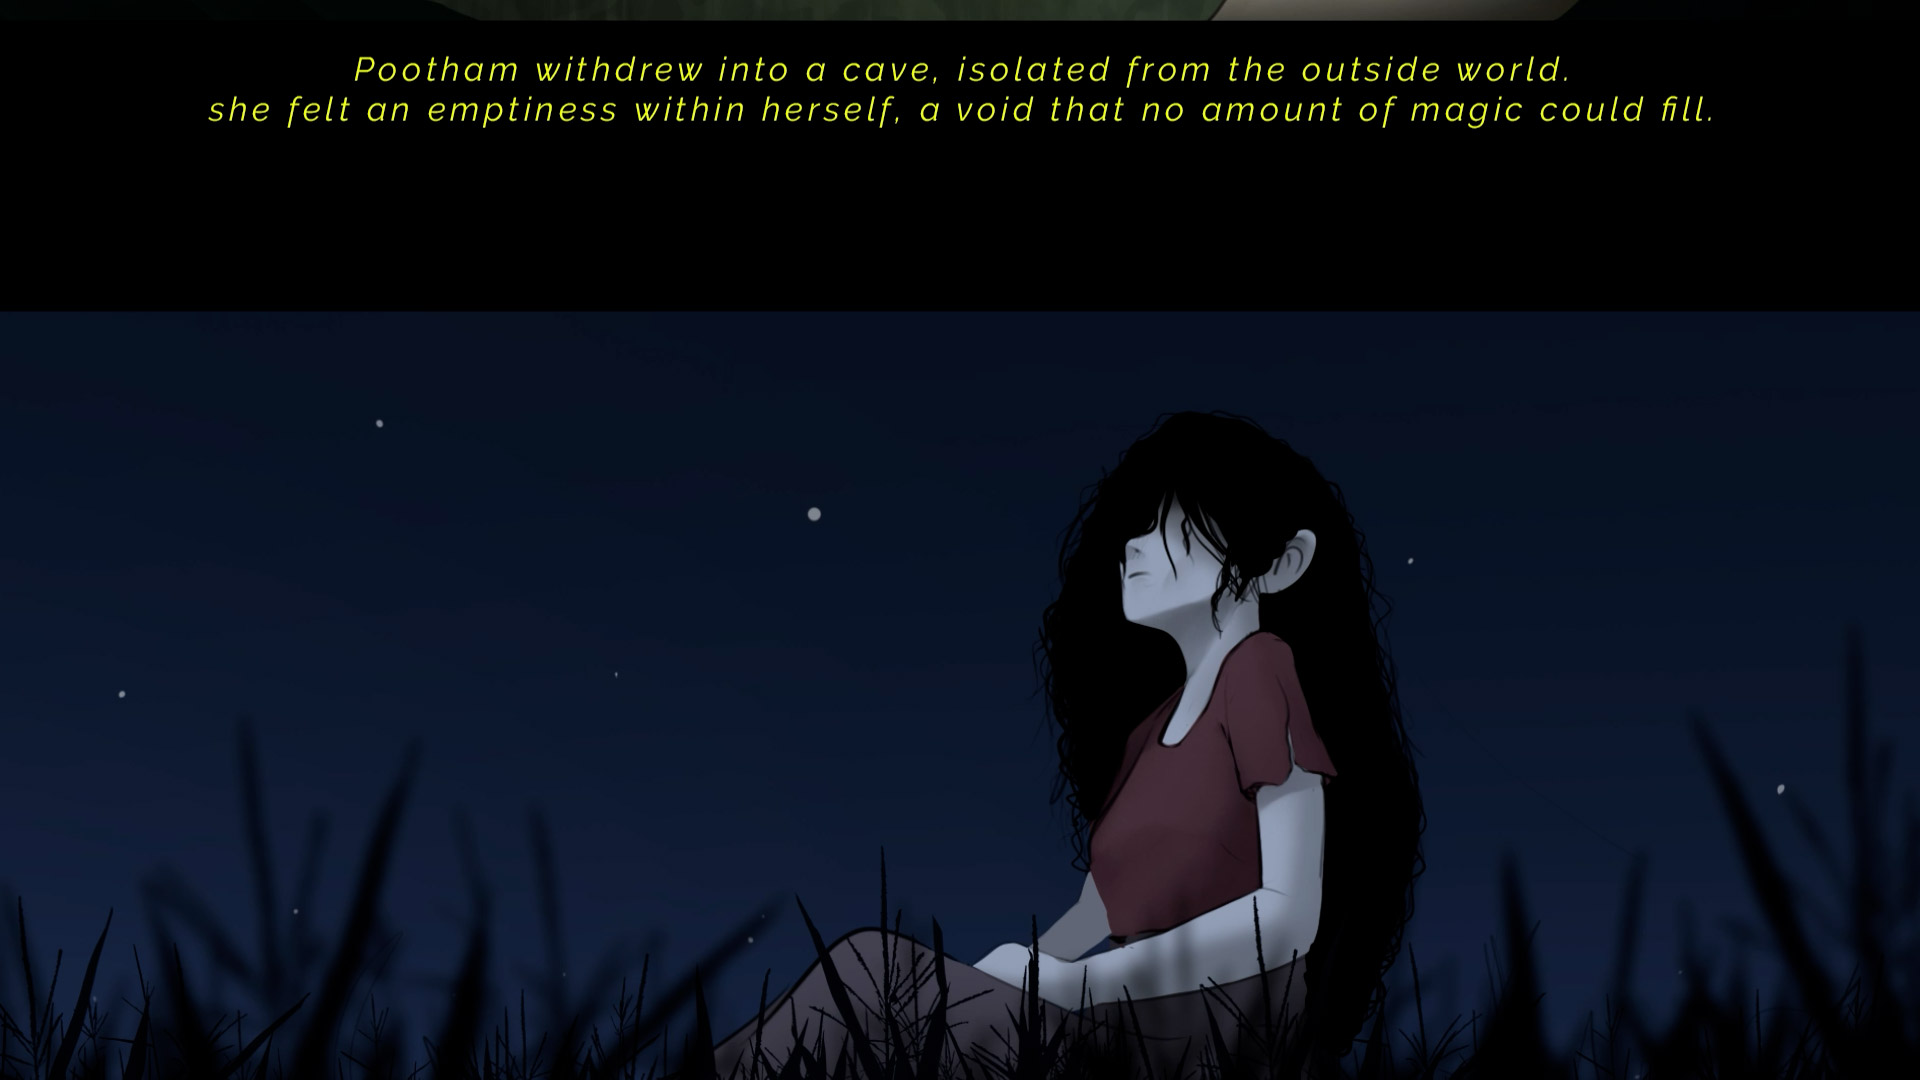 Pootham withdrew into a cave, isolated from the outside world.
she felt an emptiness within herself, a void that no amount of magic could fill.